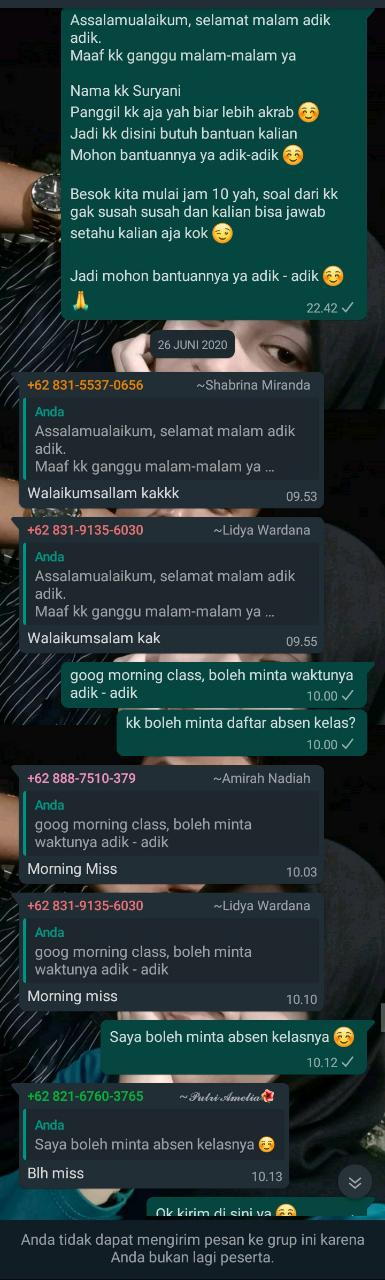 Assalamualaikum, selamat malam adik
adik.
Maaf kk ganggu malam-malam ya
Nama kk Suryani
Panggil kk aja yah biar lebih akrab ☺️
Jadi kk disini butuh bantuan kalian
Mohon bantuannya ya adik-adik ☺️
Besok kita mulai jam 10 yah, soal dari kk
gak susah susah dan kalian bisa jawab
setahu kalian aja kok 😏
Jadi mohon bantuannya ya adik - adik ☺️
🙏
22.42 ✓
26 JUNI 2020
+62 831-5537-0656 ~Shabrina Miranda
Anda
Assalamualaikum, selamat malam adik
adik.
Maaf kk ganggu malam-malam ya ...
Walaikumsallam kakkk 09.53
+62 831-9135-6030 ~Lidya Wardana
Anda
Assalamualaikum, selamat malam adik
adik.
Maaf kk ganggu malam-malam ya ...
Walaikumsalam kak 09.55
goog morning class, boleh minta waktunya
adik - adik 10.00 ✓
kk boleh minta daftar absen kelas?
10.00 ✓
+62 888-7510-379 ~Amirah Nadiah
Anda
goog morning class, boleh minta
waktunya adik - adik
Morning Miss 10.03
+62 831-9135-6030 ~Lidya Wardana
Anda
goog morning class, boleh minta
waktunya adik - adik
Morning miss 10.10
Saya boleh minta absen kelasnya ☺️
10.12 ✓
+62 821-6760-3765 ~𝒫𝓊𝓉𝓇𝒾 𝒜𝓂𝑒𝓁𝒾𝒶🌺
Anda
Saya boleh minta absen kelasnya ☺️
Blh miss 10.13
Ok kirim di sini ya ☺️
Anda tidak dapat mengirim pesan ke grup ini karena
Anda bukan lagi peserta.